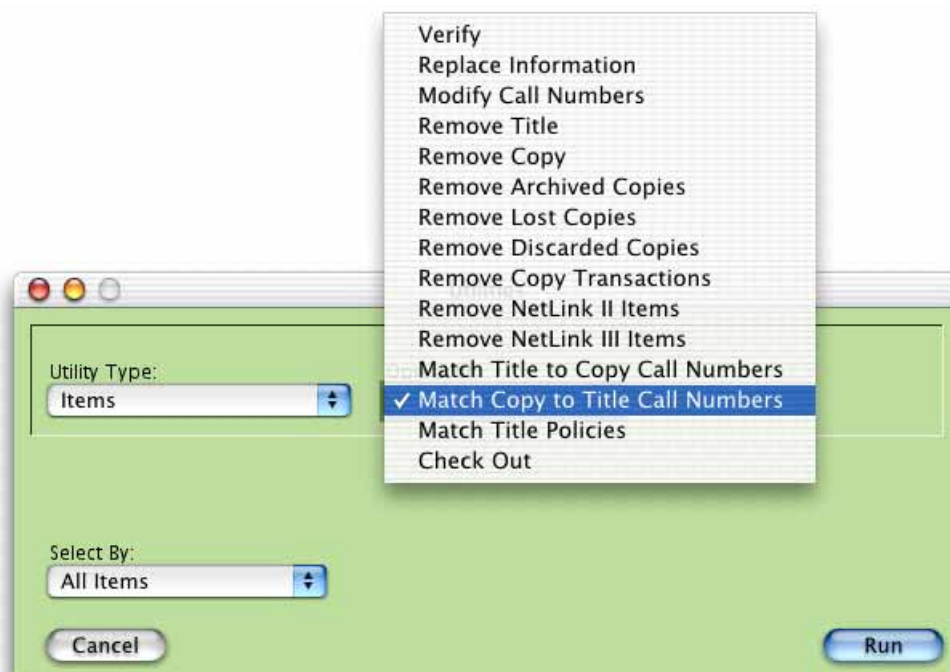 Verify
Replace Information
Modify Call Numbers
Remove Title
Remove Copy
Remove Archived Copies
Remove Lost Copies
Remove Discarded Copies
Remove Copy Transactions
Remove NetLink II Items
Remove NetLink III Items
Match Title to Copy Call Numbers
✓ Match Copy to Title Call Numbers
Match Title Policies
Check Out
Utility Type:
Items
Select By:
All Items
Cancel
Run